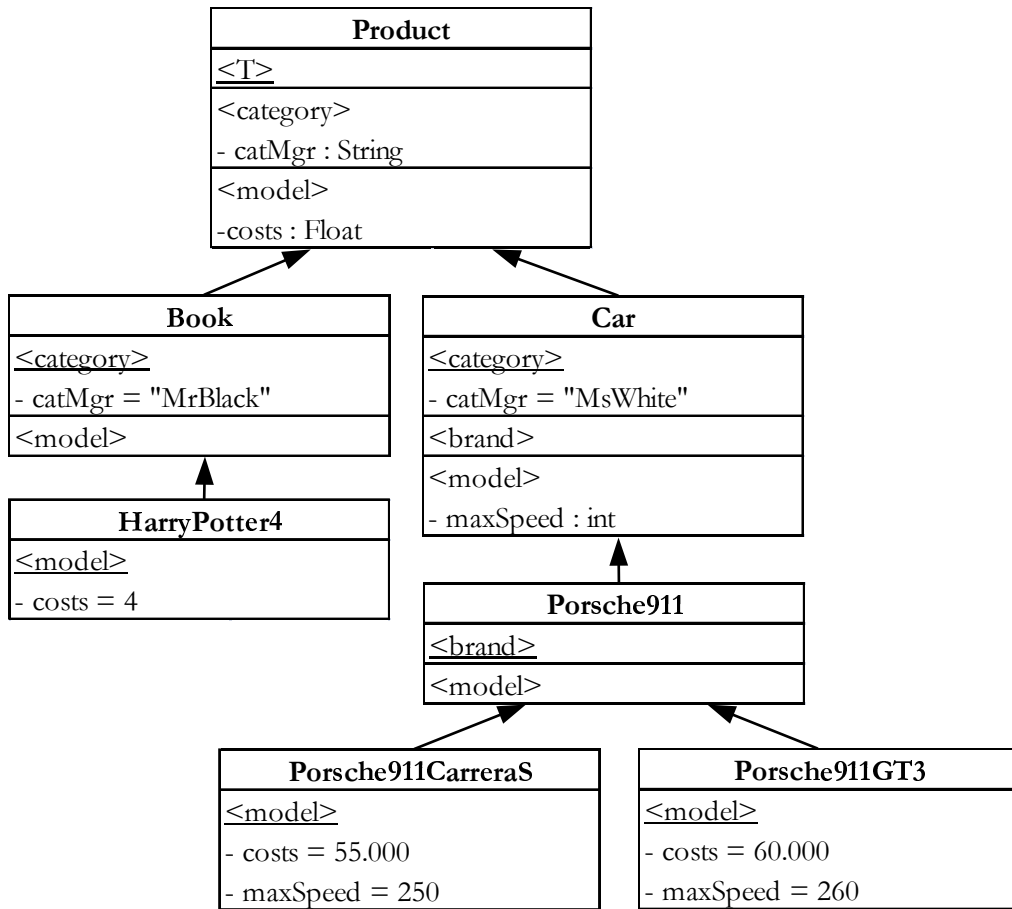 Product
<T>
<category>
- catMgr : String
<model>
-costs : Float
Book
<category>
- catMgr = "MrBlack"
<model>
Car
<category>
- catMgr = "MsWhite"
<brand>
<model>
- maxSpeed : int
HarryPotter4
<model>
- costs = 4
Porsche911
<brand>
<model>
Porsche911CarreraS
<model>
- costs = 55.000
- maxSpeed = 250
Porsche911GT3
<model>
- costs = 60.000
- maxSpeed = 260